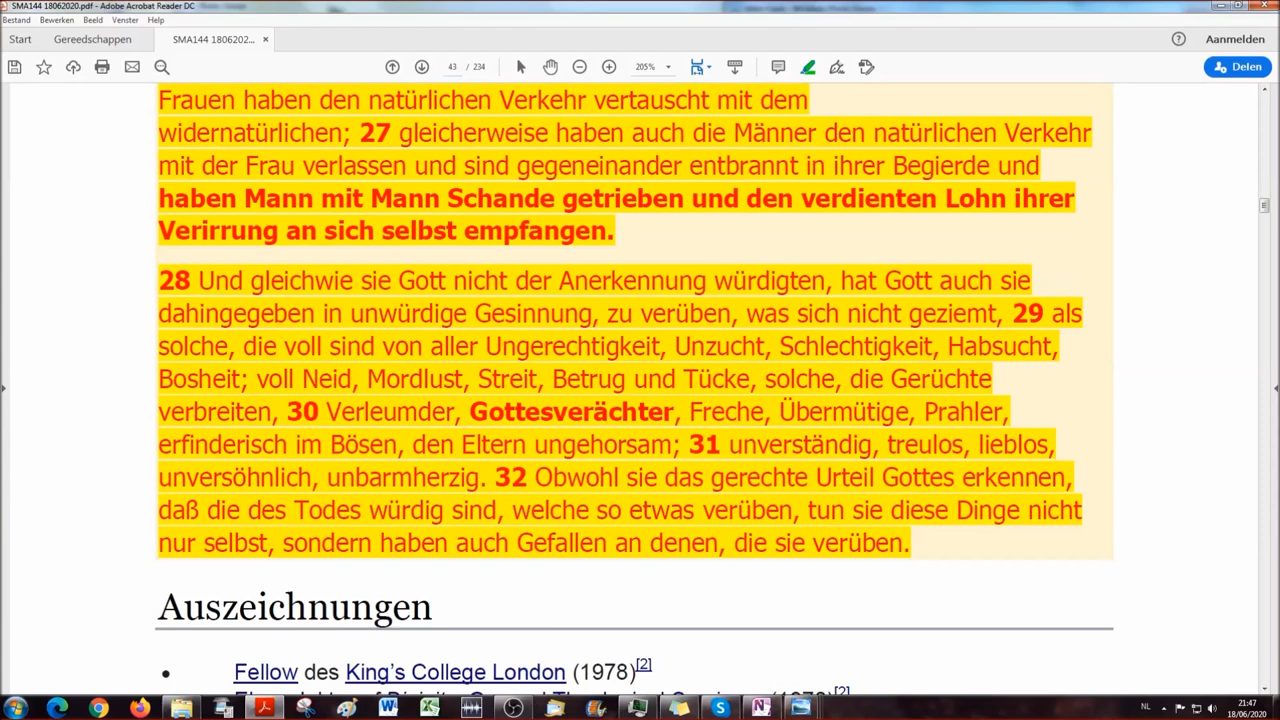 SMA144 18062020.pdf - Adobe Acrobat Reader DC
Bestand Bewerken Beeld Venster Help
Start Gereedschappen SMA144 1806202... × Aanmelden
43 / 234 205% Delen
Frauen haben den natürlichen Verkehr vertauscht mit dem
widernatürlichen; 27 gleicherweise haben auch die Männer den natürlichen Verkehr
mit der Frau verlassen und sind gegeneinander entbrannt in ihrer Begierde und
haben Mann mit Mann Schande getrieben und den verdienten Lohn ihrer
Verirrung an sich selbst empfangen.
28 Und gleichwie sie Gott nicht der Anerkennung würdigten, hat Gott auch sie
dahingegeben in unwürdige Gesinnung, zu verüben, was sich nicht geziemt, 29 als
solche, die voll sind von aller Ungerechtigkeit, Unzucht, Schlechtigkeit, Habsucht,
Bosheit; voll Neid, Mordlust, Streit, Betrug und Tücke, solche, die Gerüchte
verbreiten, 30 Verleumder, Gottesverächter, Freche, Übermütige, Prahler,
erfinderisch im Bösen, den Eltern ungehorsam; 31 unverständig, treulos, lieblos,
unversöhnlich, unbarmherzig. 32 Obwohl sie das gerechte Urteil Gottes erkennen,
daß die des Todes würdig sind, welche so etwas verüben, tun sie diese Dinge nicht
nur selbst, sondern haben auch Gefallen an denen, die sie verüben.
Auszeichnungen
• Fellow des King's College London (1978)[2]
NL 21:47
18/06/2020